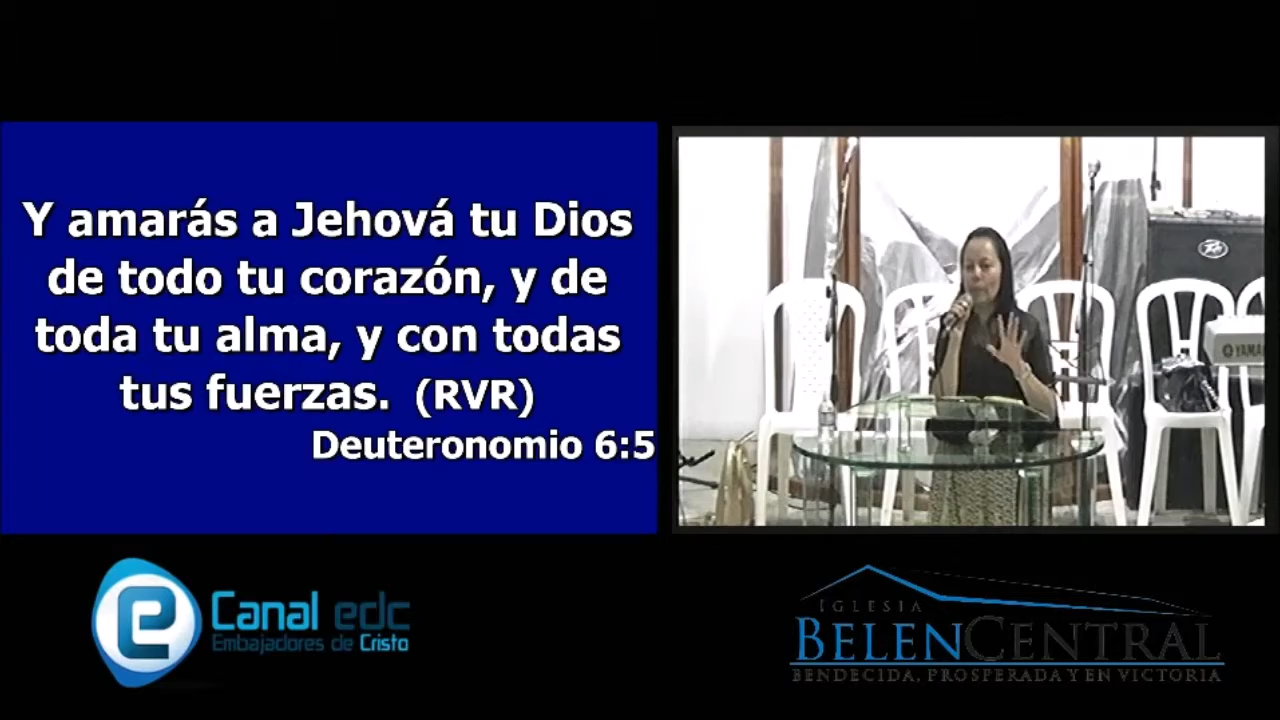 Y amarás a Jehová tu Dios
de todo tu corazón, y de
toda tu alma, y con todas
tus fuerzas. (RVR)
Deuteronomio 6:5
YAMA
e Canal edc
Embajadores de Cristo
IGLESIA
BELENCENTRAL
BENDECIDA, PROSPERADA Y EN VICTORIA